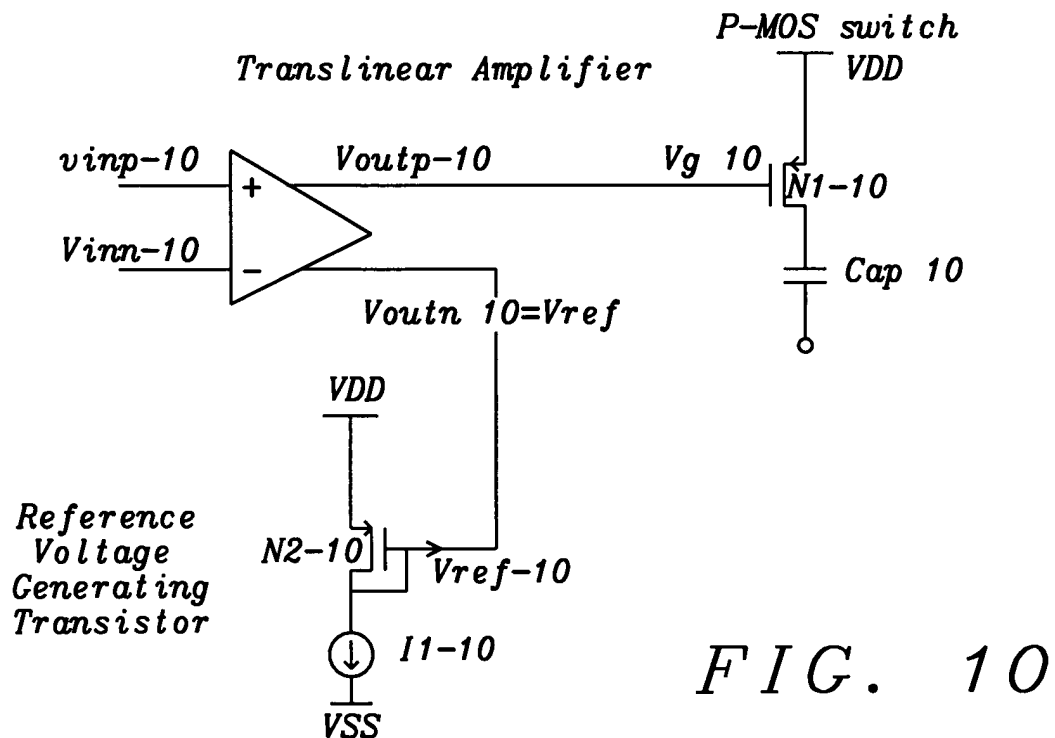 P-MOS switch
VDD
Translinear Amplifier
vinp-10
Voutp-10
Vg 10
N1-10
+
Vinn-10
-
Cap 10
Voutn 10=Vref
VDD
Reference
Voltage
Generating
Transistor
N2-10
Vref-10
I1-10
VSS
FIG. 10